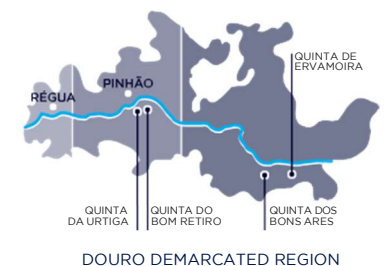 QUINTA DE
ERVAMOIRA
PINHÃO
RÉGUA
QUINTA
DA URTIGA
QUINTA DO
BOM RETIRO
QUINTA DOS
BONS ARES
DOURO DEMARCATED REGION